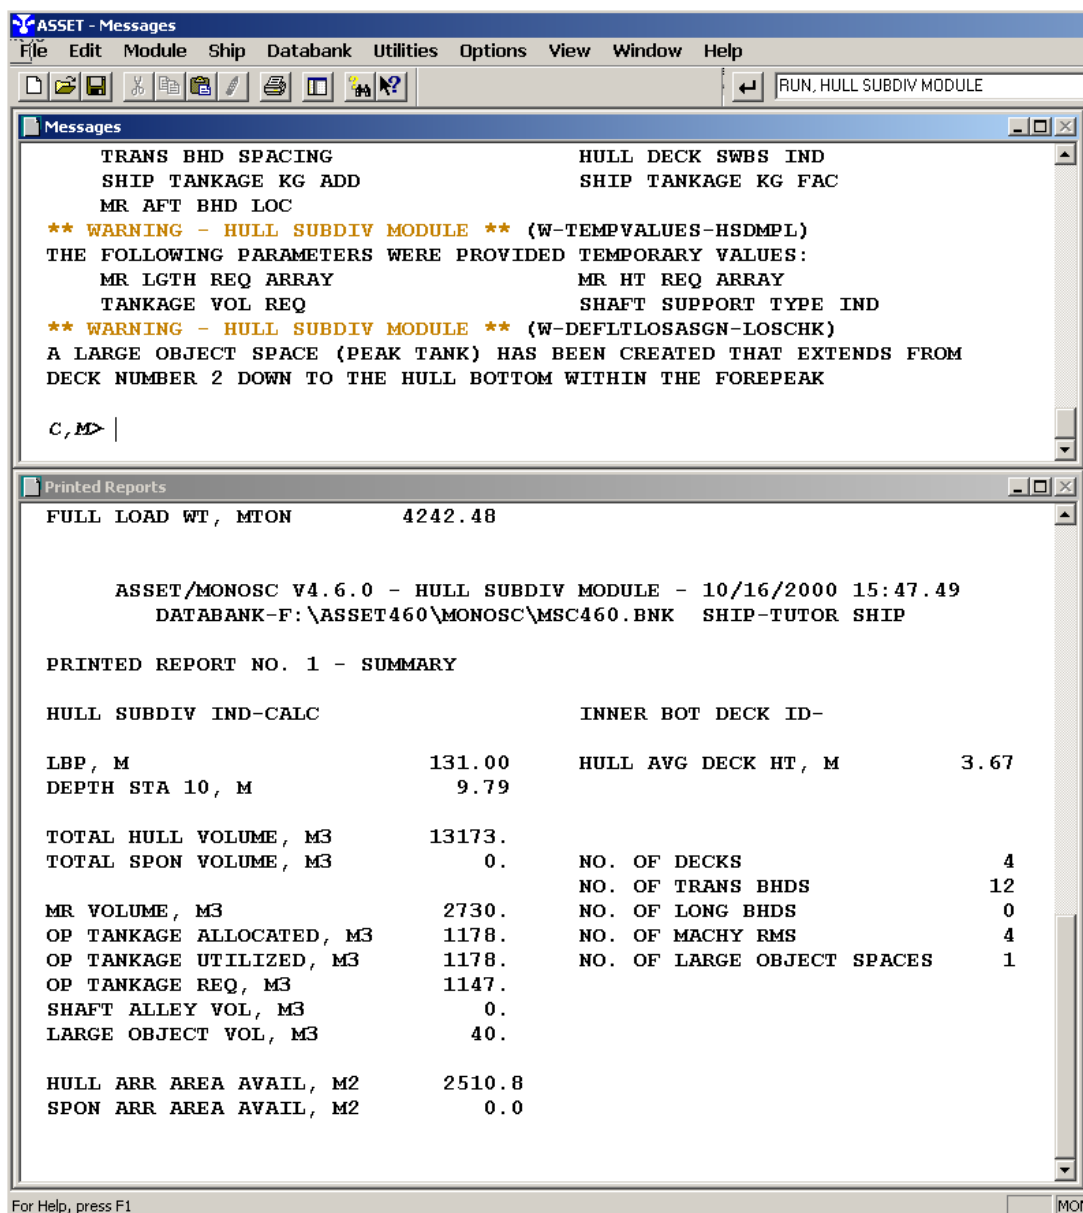 ASSET - Messages
File Edit Module Ship Databank Utilities Options View Window Help
RUN, HULL SUBDIV MODULE
Messages
TRANS BHD SPACING HULL DECK SWBS IND
SHIP TANKAGE KG ADD SHIP TANKAGE KG FAC
MR AFT BHD LOC
** WARNING - HULL SUBDIV MODULE ** (W-TEMPVALUES-HSDMPL)
THE FOLLOWING PARAMETERS WERE PROVIDED TEMPORARY VALUES:
MR LGTH REQ ARRAY MR HT REQ ARRAY
TANKAGE VOL REQ SHAFT SUPPORT TYPE IND
** WARNING - HULL SUBDIV MODULE ** (W-DEFLTLOSASGN-LOSCHK)
A LARGE OBJECT SPACE (PEAK TANK) HAS BEEN CREATED THAT EXTENDS FROM
DECK NUMBER 2 DOWN TO THE HULL BOTTOM WITHIN THE FOREPEAK
C,M>
Printed Reports
FULL LOAD WT, MTON 4242.48
ASSET/MONOSC V4.6.0 - HULL SUBDIV MODULE - 10/16/2000 15:47.49
DATABANK-F:\ASSET460\MONOSC\MSC460.BNK SHIP-TUTOR SHIP
PRINTED REPORT NO. 1 - SUMMARY
HULL SUBDIV IND-CALC INNER BOT DECK ID-
LBP, M 131.00 HULL AVG DECK HT, M 3.67
DEPTH STA 10, M 9.79
TOTAL HULL VOLUME, M3 13173.
TOTAL SPON VOLUME, M3 0. NO. OF DECKS 4
NO. OF TRANS BHDS 12
MR VOLUME, M3 2730. NO. OF LONG BHDS 0
OP TANKAGE ALLOCATED, M3 1178. NO. OF MACHY RMS 4
OP TANKAGE UTILIZED, M3 1178. NO. OF LARGE OBJECT SPACES 1
OP TANKAGE REQ, M3 1147.
SHAFT ALLEY VOL, M3 0.
LARGE OBJECT VOL, M3 40.
HULL ARR AREA AVAIL, M2 2510.8
SPON ARR AREA AVAIL, M2 0.0
For Help, press F1 MON